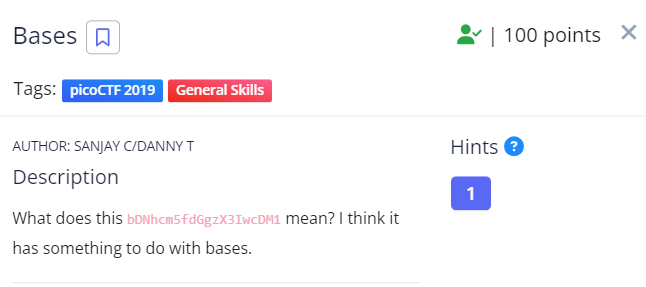 Bases
| 100 points
Tags: picoCTF 2019 General Skills
AUTHOR: SANJAY C/DANNY T
Hints ?
Description
1
What does this bDNhcm5fdGgzX3IwcDM1 mean? I think it
has something to do with bases.